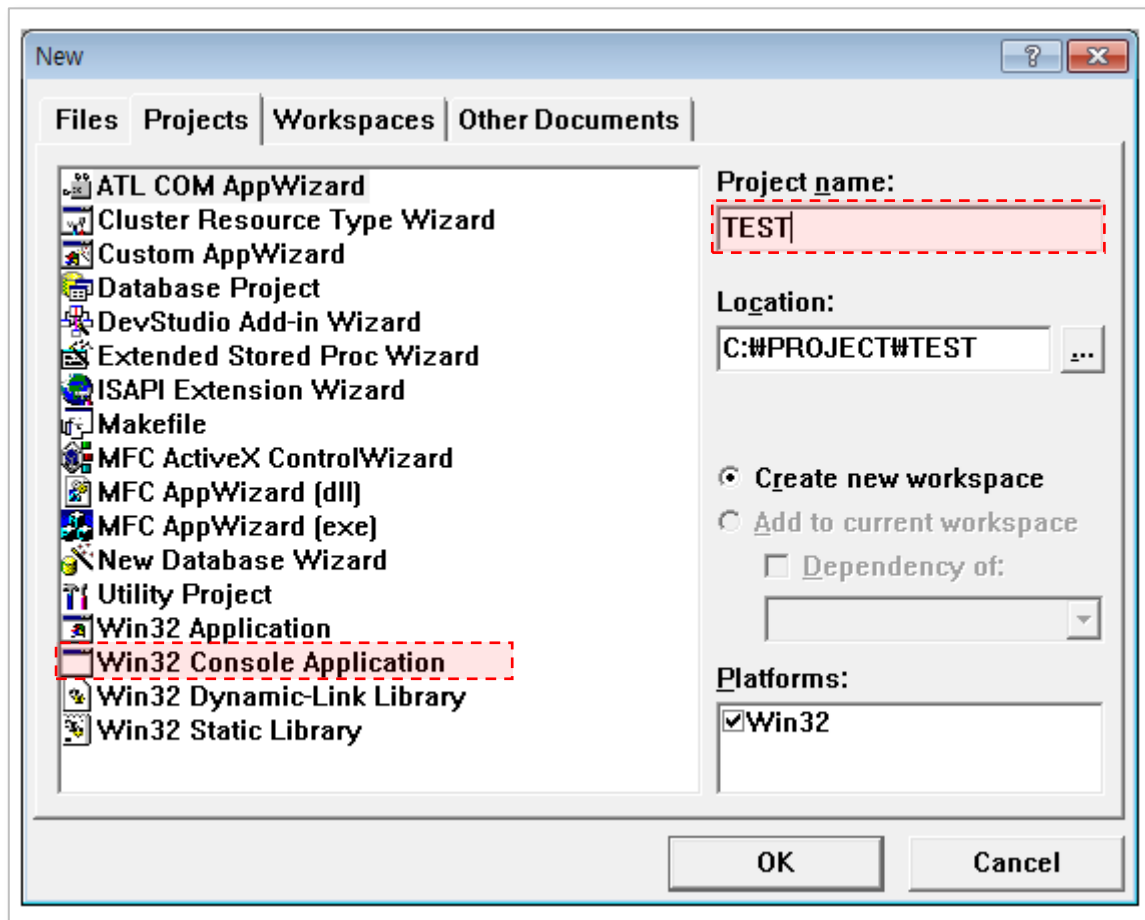 New
Files Projects Workspaces Other Documents
ATL COM AppWizard
Cluster Resource Type Wizard
Custom AppWizard
Database Project
DevStudio Add-in Wizard
Extended Stored Proc Wizard
ISAPI Extension Wizard
Makefile
MFC ActiveX ControlWizard
MFC AppWizard (dll)
MFC AppWizard (exe)
New Database Wizard
Utility Project
Win32 Application
Win32 Console Application
Win32 Dynamic-Link Library
Win32 Static Library
Project name:
TEST
Location:
C:₩PROJECT₩TEST
...
Create new workspace
Add to current workspace
Dependency of:
Platforms:
Win32
OK Cancel